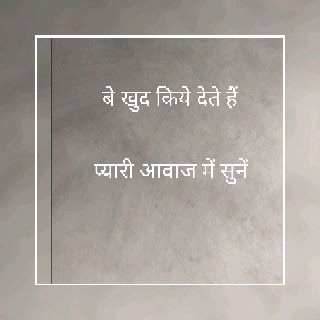 बे खुद किये देते हैं
प्यारी आवाज में सुनें